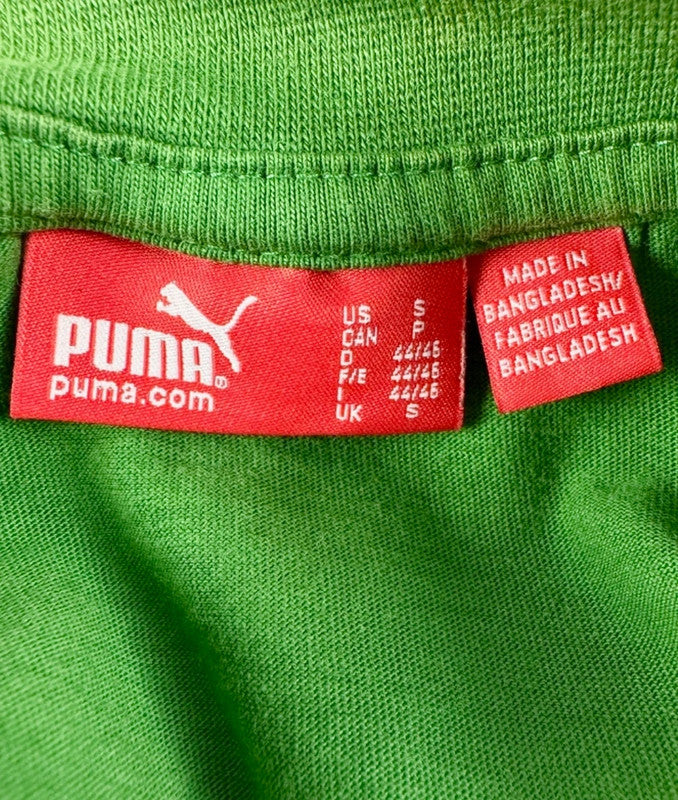 PUMA®
puma.com
US S
CAN P
D 44/46
F/E 44/46
I 44/46
UK S
MADE IN
BANGLADESH/
FABRIQUE AU
BANGLADESH